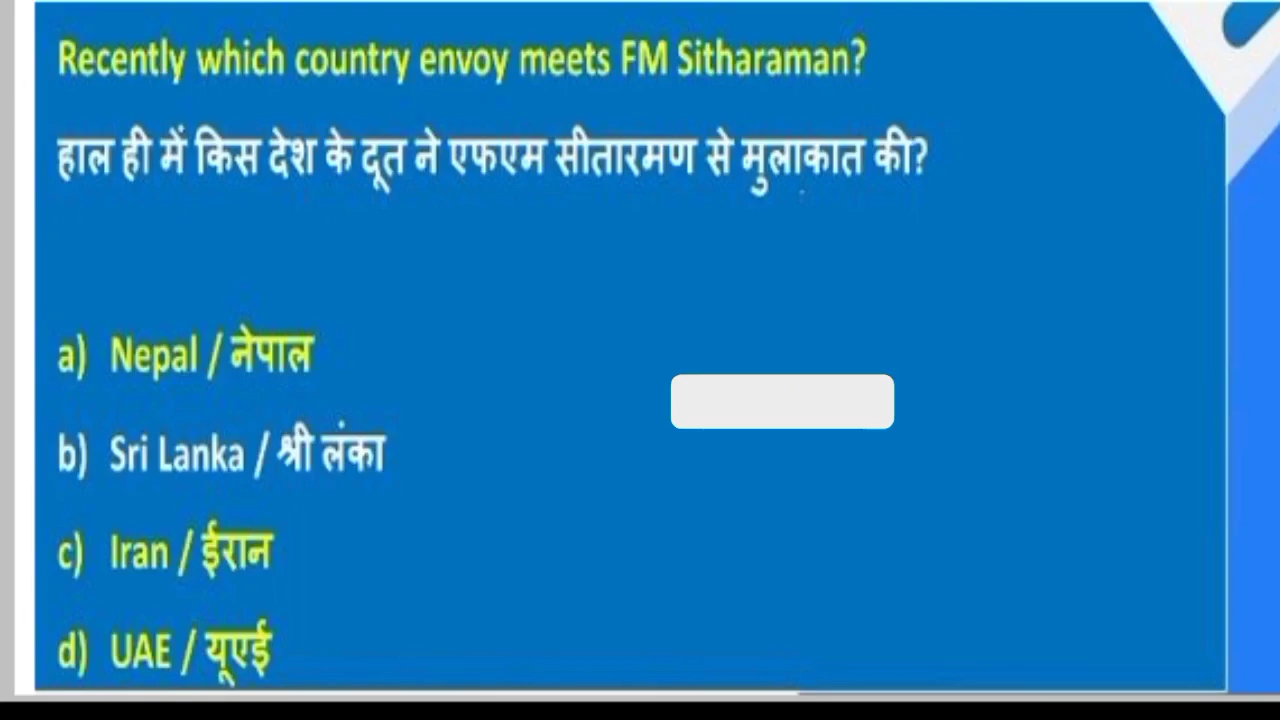 Recently which country envoy meets FM Sitharaman?
हाल ही में किस देश के दूत ने एफएम सीतारमण से मुलाकात की?
a) Nepal / नेपाल
b) Sri Lanka / श्री लंका
c) Iran / ईरान
d) UAE / यूएई